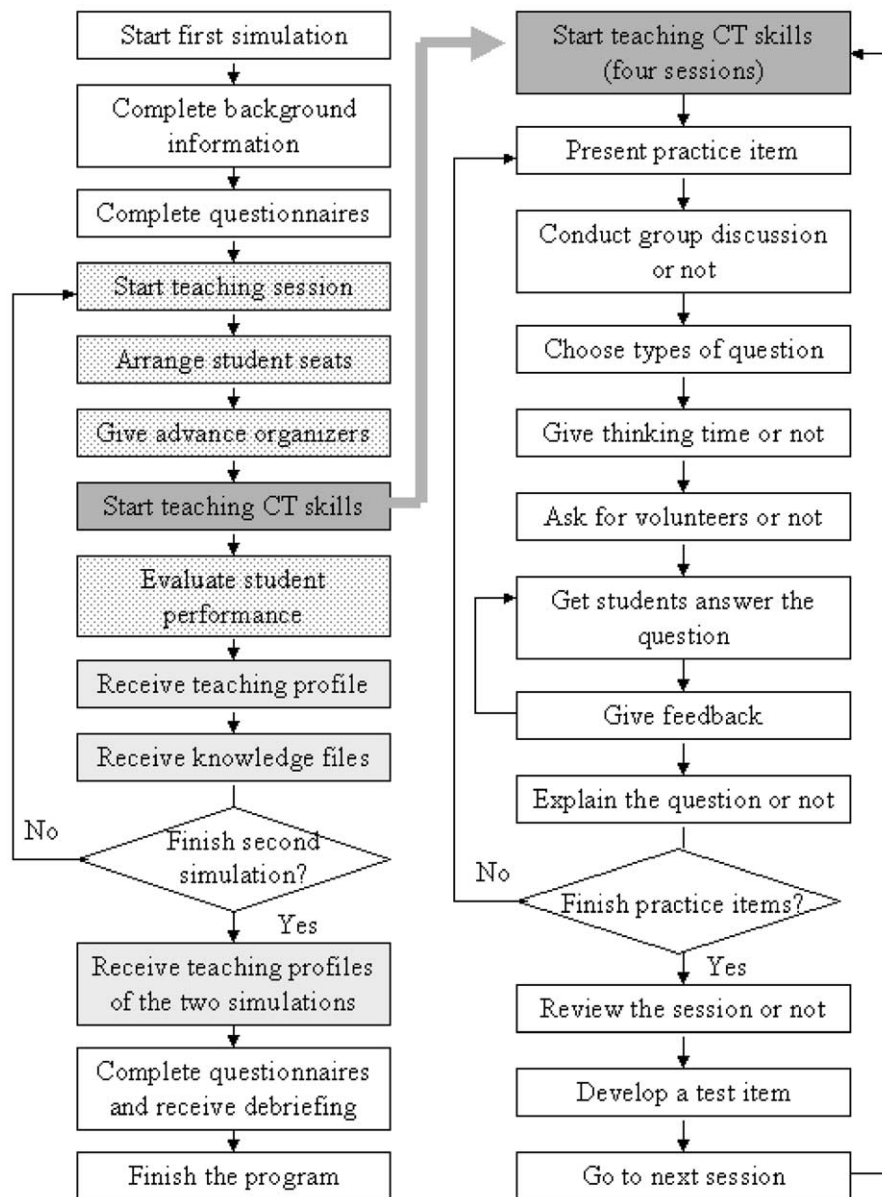 Start first simulation
Complete background
information
Complete questionnaires
Start teaching session
Arrange student seats
Give advance organizers
Start teaching CT skills
Evaluate student
performance
Receive teaching profile
Receive knowledge files
No
Finish second
simulation?
Yes
Receive teaching profiles
of the two simulations
Complete questionnaires
and receive debriefing
Finish the program
Start teaching CT skills
(four sessions)
Present practice item
Conduct group discussion
or not
Choose types of question
Give thinking time or not
Ask for volunteers or not
Get students answer the
question
Give feedback
Explain the question or not
No
Finish practice items?
Yes
Review the session or not
Develop a test item
Go to next session